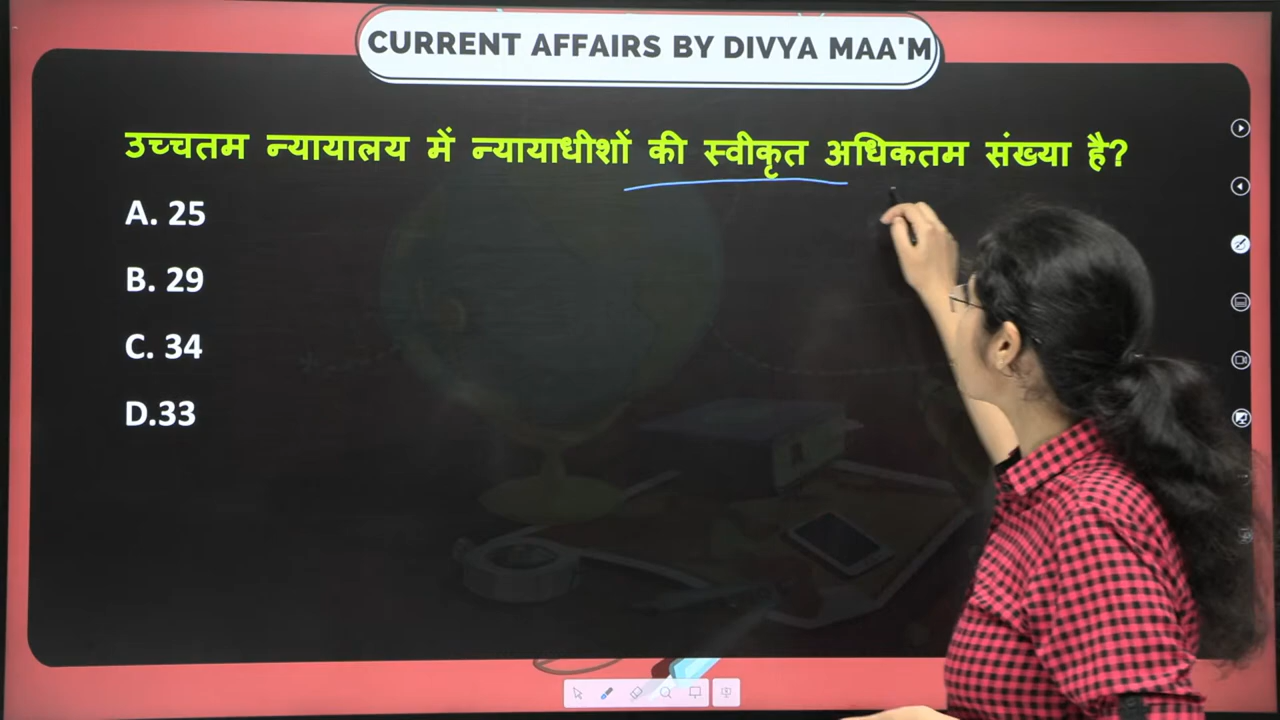 CURRENT AFFAIRS BY DIVYA MAA'M
उच्चतम न्यायालय में न्यायाधीशों की स्वीकृत अधिकतम संख्या है?
A. 25
B. 29
C. 34
D.33